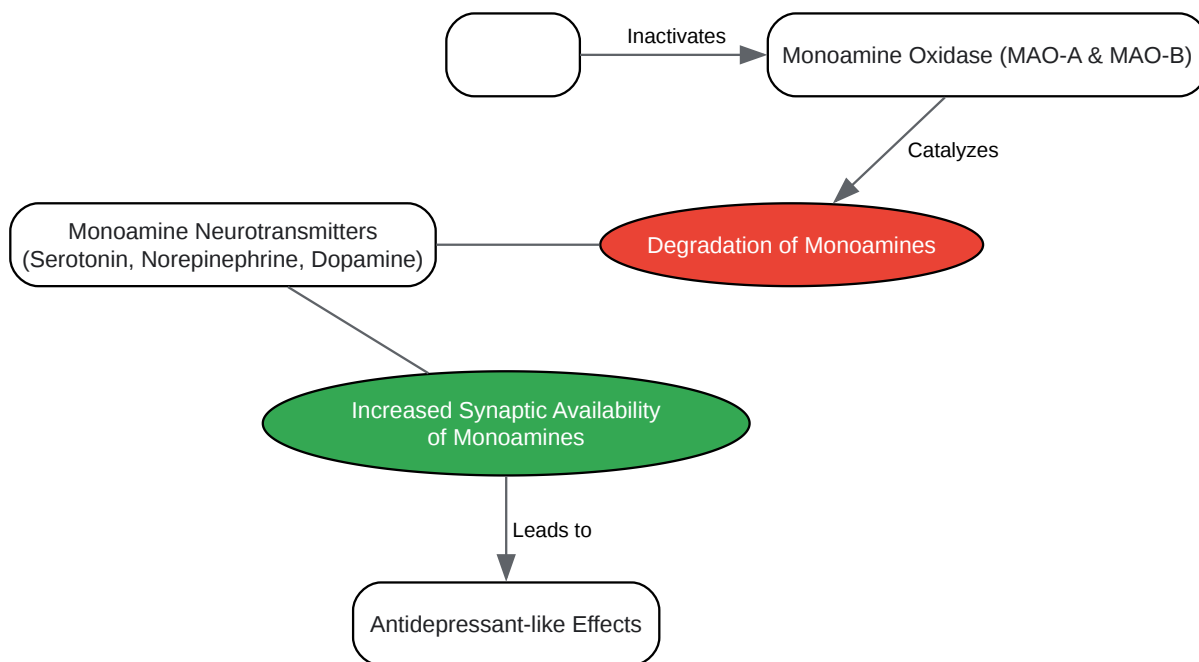 Inactivates
Monoamine Oxidase (MAO-A & MAO-B)
Catalyzes
Monoamine Neurotransmitters
(Serotonin, Norepinephrine, Dopamine)
Degradation of Monoamines
Increased Synaptic Availability
of Monoamines
Leads to
Antidepressant-like Effects